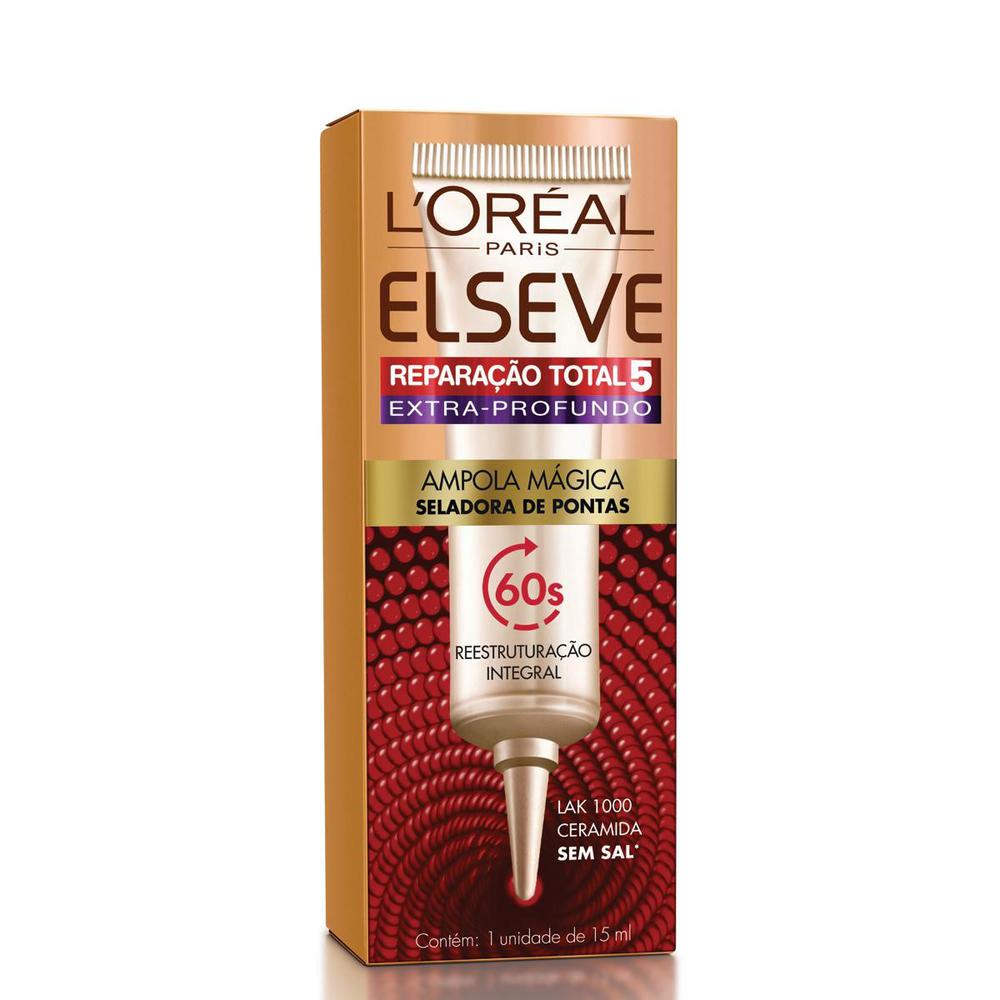 L'ORÉAL
PARiS
ELSEVE
REPARAÇÃO TOTAL 5
EXTRA-PROFUNDO
AMPOLA MÁGICA
SELADORA DE PONTAS
60s
REESTRUTURAÇÃO
INTEGRAL
LAK 1000
CERAMIDA
SEM SAL*
Contém: 1 unidade de 15 ml